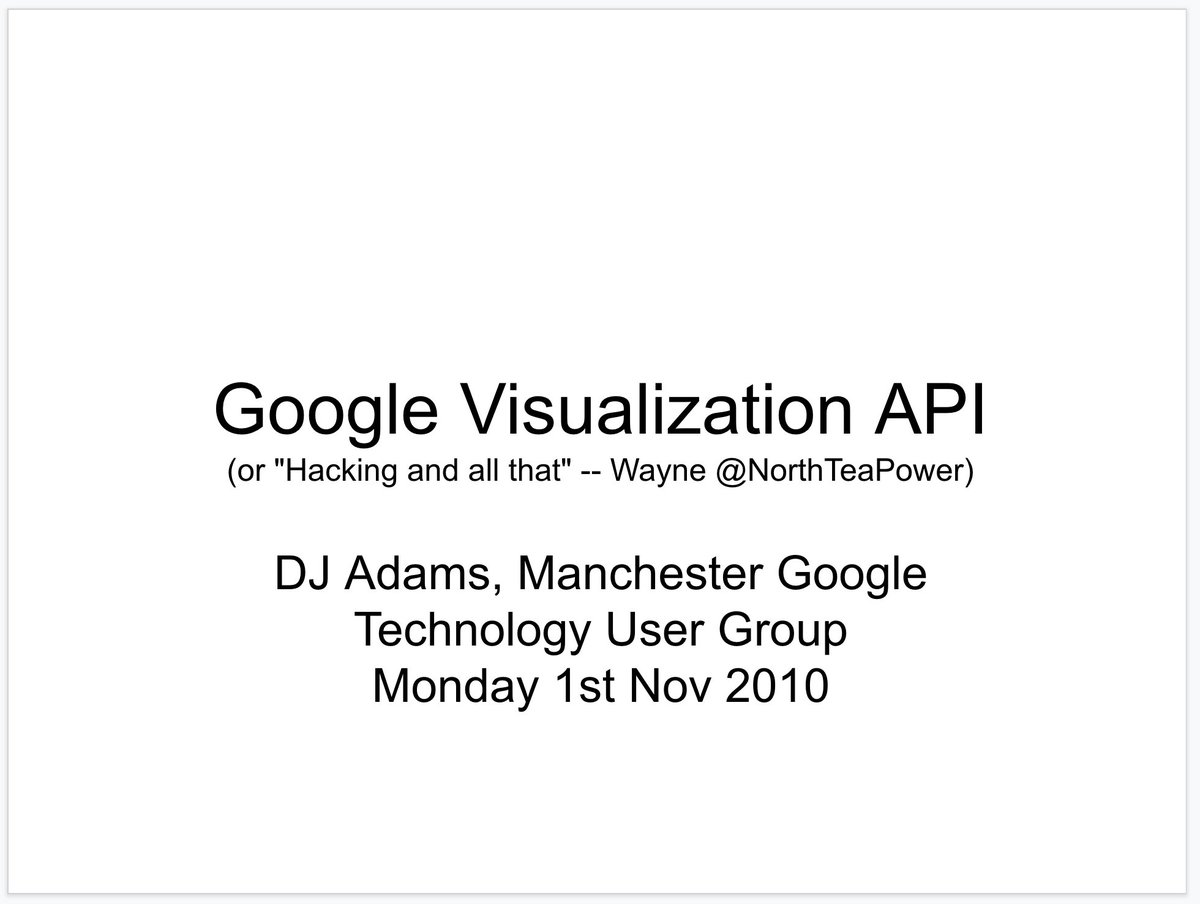 Google Visualization API
(or "Hacking and all that" -- Wayne @NorthTeaPower)
DJ Adams, Manchester Google
Technology User Group
Monday 1st Nov 2010